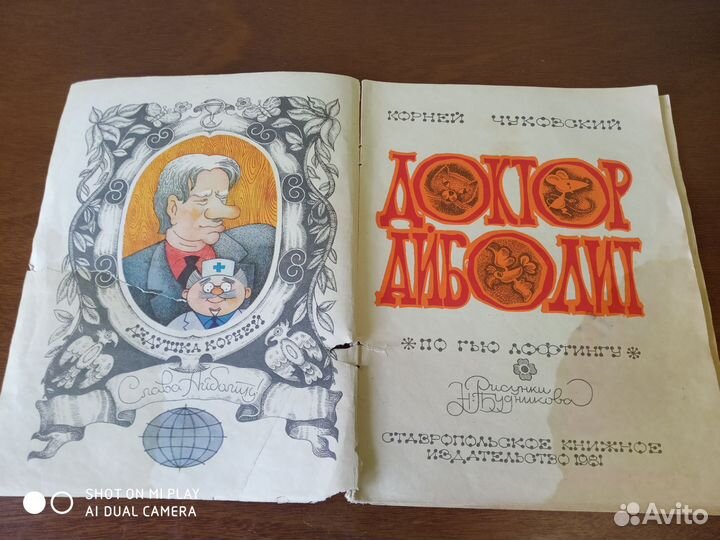 ДЕДУШКА КОРНЕЙ
Слава Айболиту!
КОРНЕЙ ЧУКОВСКИЙ
ДОКТОР
АЙБОЛИТ
*ПО ГЬЮ ЛОФТИНГУ*
Рисунки
Н. Будникова
СТАВРОПОЛЬСКОЕ КНИЖНОЕ
ИЗДАТЕЛЬСТВО 1981
SHOT ON MI PLAY
AI DUAL CAMERA
Avito